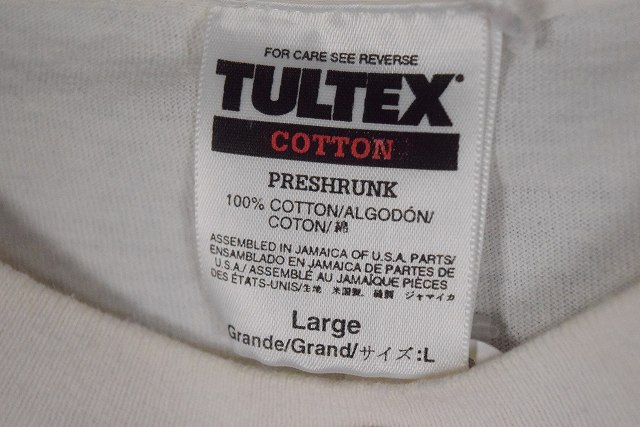 FOR CARE SEE REVERSE
TULTEX®
COTTON
PRESHRUNK
100% COTTON/ALGODÓN/
COTON/綿
ASSEMBLED IN JAMAICA OF U.S.A. PARTS/
ENSAMBLADO EN JAMAICA DE PARTES DE
U.S.A./ ASSEMBLÉ AU JAMAÏQUE PIÈCES
DES ÉTATS-UNIS/生地 米国製、縫製 ジャマイカ
Large
Grande/Grand/サイズ:L